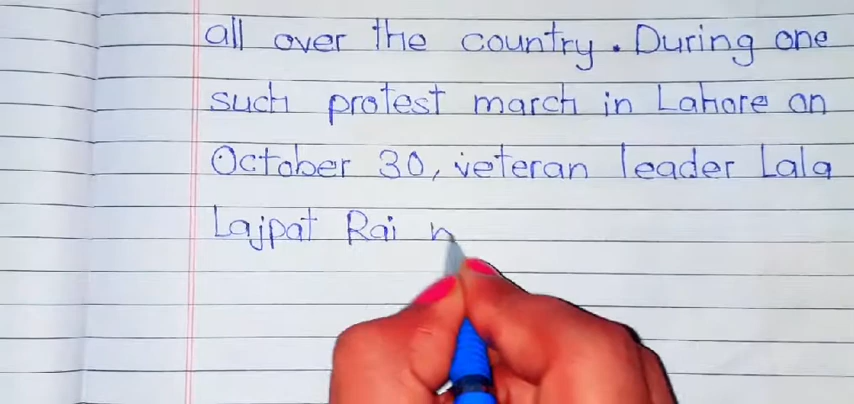 all over the country. During one
such protest march in Lahore on
October 30, veteran leader Lala
Lajpat Rai